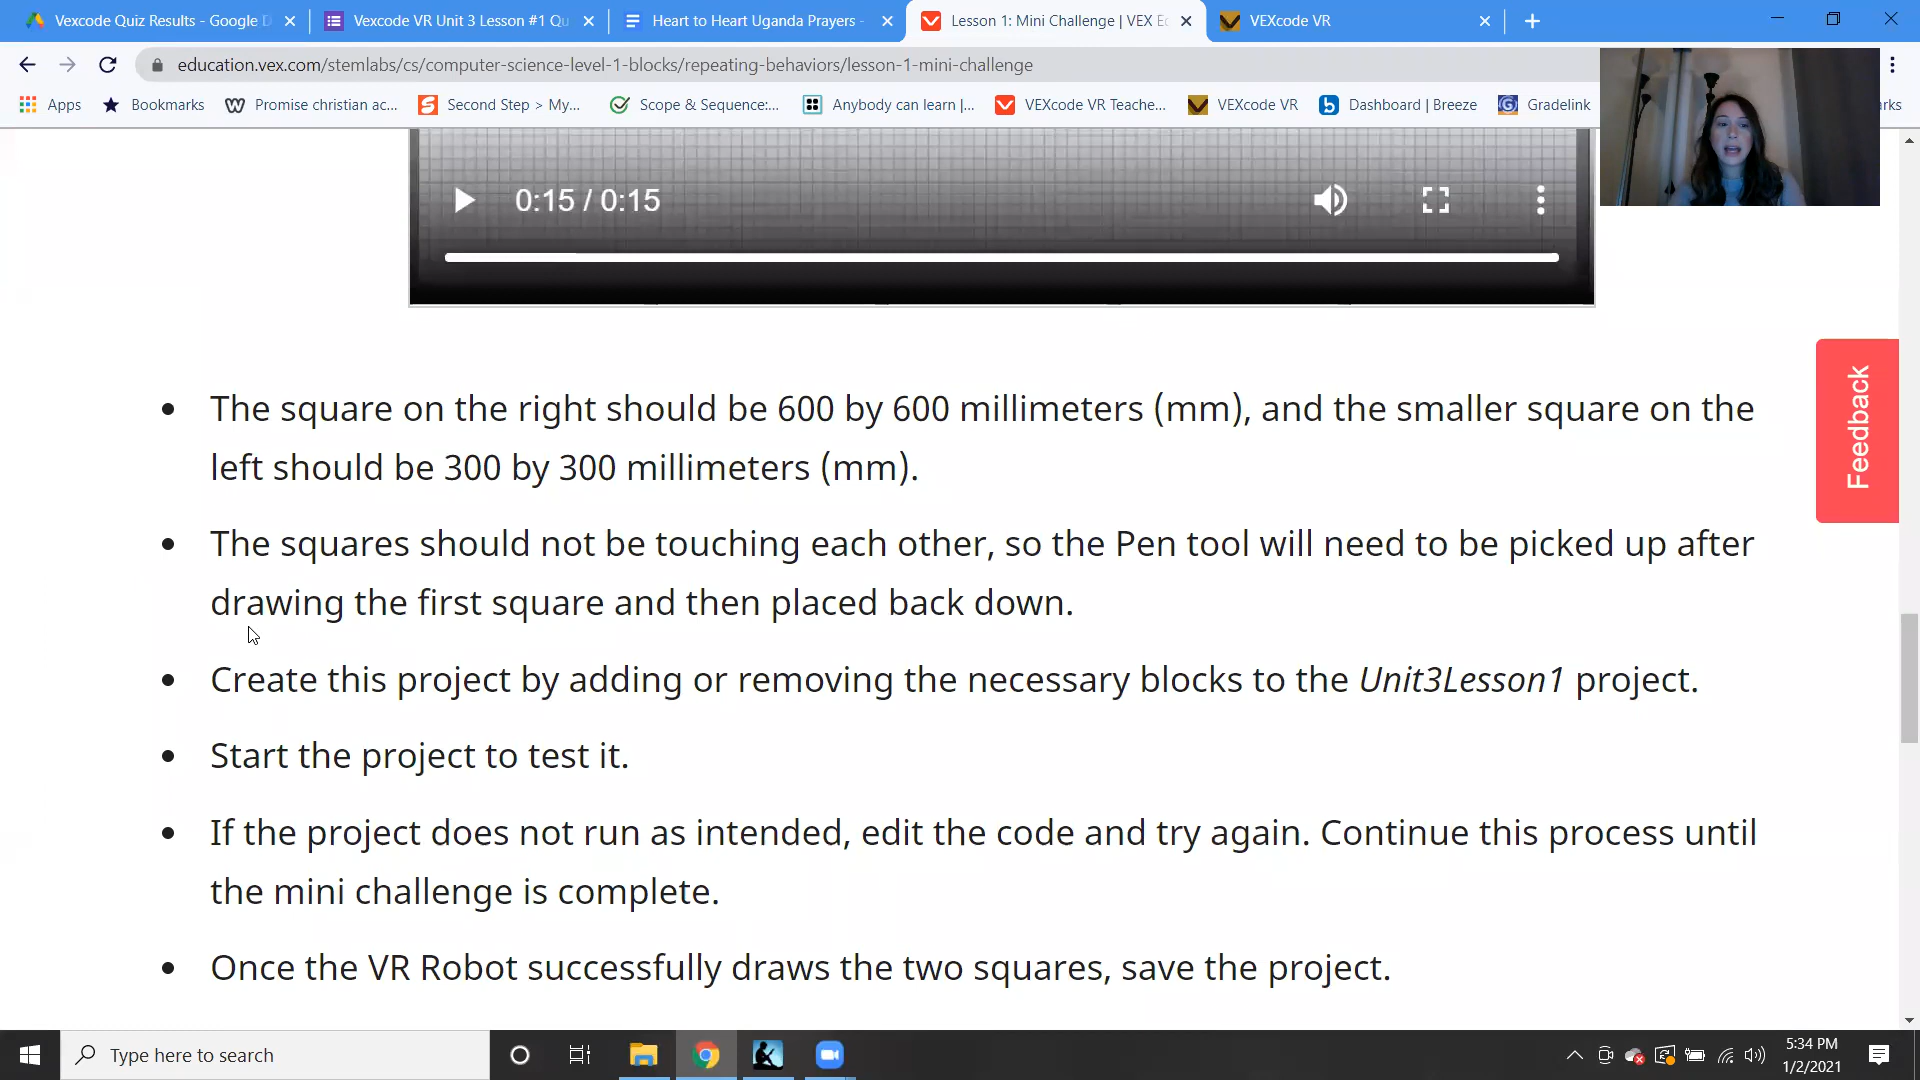 Vexcode Quiz Results - Google D
Vexcode VR Unit 3 Lesson #1 Qu
Heart to Heart Uganda Prayers -
Lesson 1: Mini Challenge | VEX Ed
VEXcode VR
education.vex.com/stemlabs/cs/computer-science-level-1-blocks/repeating-behaviors/lesson-1-mini-challenge
Apps
Bookmarks
Promise christian ac...
Second Step > My...
Scope & Sequence:...
Anybody can learn |...
VEXcode VR Teache...
VEXcode VR
Dashboard | Breeze
Gradelink
rks
0:15 / 0:15
Feedback
• The square on the right should be 600 by 600 millimeters (mm), and the smaller square on the
left should be 300 by 300 millimeters (mm).
• The squares should not be touching each other, so the Pen tool will need to be picked up after
drawing the first square and then placed back down.
• Create this project by adding or removing the necessary blocks to the Unit3Lesson1 project.
• Start the project to test it.
• If the project does not run as intended, edit the code and try again. Continue this process until
the mini challenge is complete.
• Once the VR Robot successfully draws the two squares, save the project.
Type here to search
5:34 PM
1/2/2021